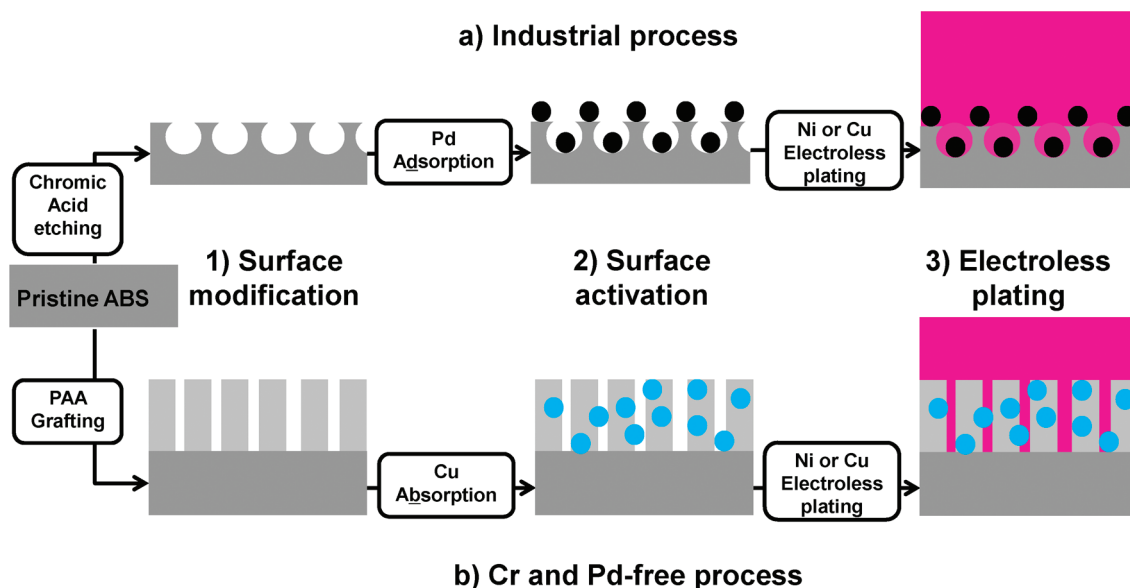 a) Industrial process
Chromic
Acid
etching
Pd
Adsorption
Ni or Cu
Electroless
plating
Pristine ABS
1) Surface
modification
2) Surface
activation
3) Electroless
plating
PAA
Grafting
Cu
Absorption
Ni or Cu
Electroless
plating
b) Cr and Pd-free process